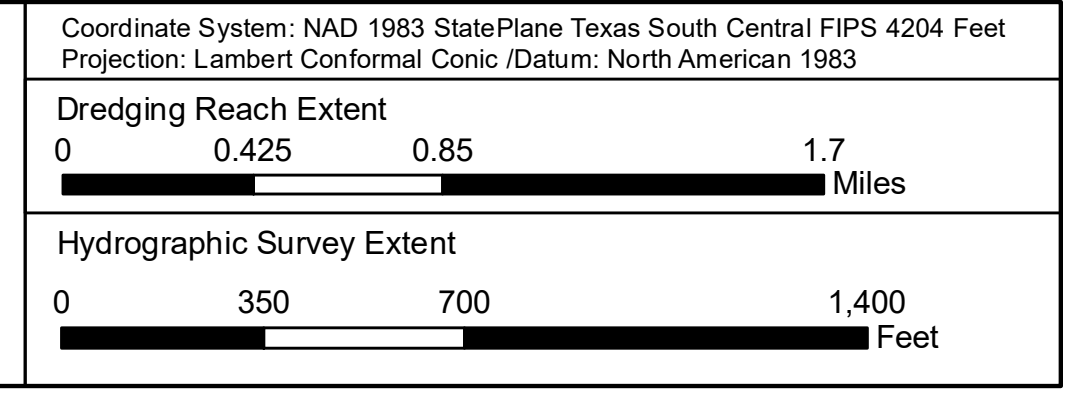 Coordinate System: NAD 1983 StatePlane Texas South Central FIPS 4204 Feet
Projection: Lambert Conformal Conic /Datum: North American 1983
Dredging Reach Extent
0 0.425 0.85 1.7
Miles
Hydrographic Survey Extent
0 350 700 1,400
Feet